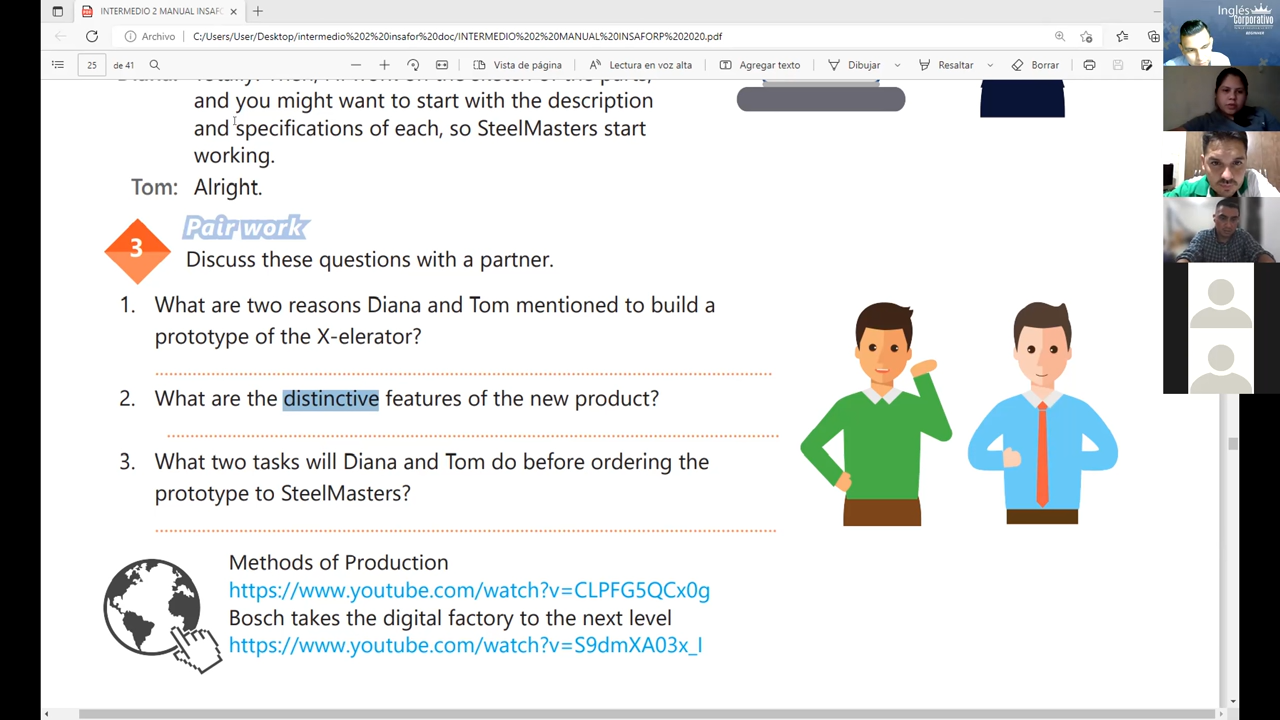 INTERMEDIO 2 MANUAL INSAFOR
Archivo
C:/Users/User/Desktop/intermedio%202%20insafor%20doc/INTERMEDIO%202%20MANUAL%20INSAFORP%202020.pdf
25 de 41
Vista de página
Lectura en voz alta
Agregar texto
Dibujar
Resaltar
Borrar
Inglés
Corporativo
and you might want to start with the description
and specifications of each, so SteelMasters start
working.
Tom: Alright.
3
Pair work
Discuss these questions with a partner.
1. What are two reasons Diana and Tom mentioned to build a
prototype of the X-elerator?
2. What are the distinctive features of the new product?
3. What two tasks will Diana and Tom do before ordering the
prototype to SteelMasters?
Methods of Production
https://www.youtube.com/watch?v=CLPFG5QCx0g
Bosch takes the digital factory to the next level
https://www.youtube.com/watch?v=S9dmXA03x_I